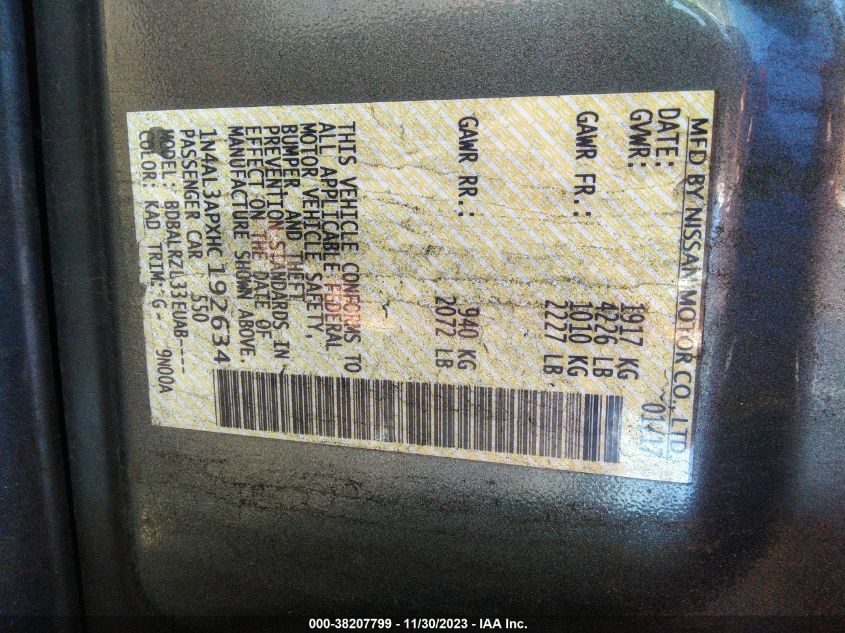 MFD BY NISSAN MOTOR CO., LTD.
DATE: 01/17
GVWR: 1917 KG
4226 LB
GAWR FR.: 1010 KG
2227 LB
GAWR RR.: 940 KG
2072 LB
THIS VEHICLE CONFORMS TO
ALL APPLICABLE FEDERAL
MOTOR VEHICLE SAFETY,
BUMPER AND THEFT
PREVENTION STANDARDS IN
EFFECT ON THE DATE OF
MANUFACTURE SHOWN ABOVE.
1N4AL3APXHC192634
PASSENGER CAR 550
MODEL: BDBALRZL33EUAB----
COLOR: KAD TRIM: G- 9N00A
000-38207799 - 11/30/2023 - IAA Inc.